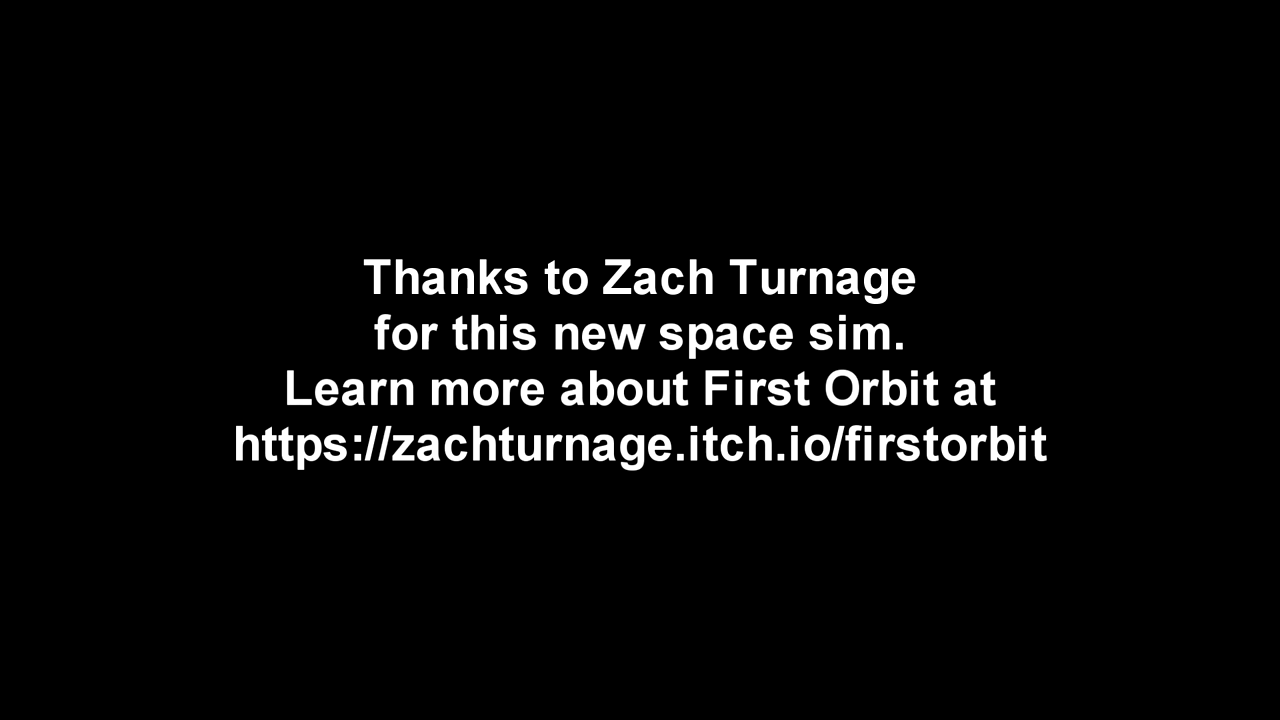 Thanks to Zach Turnage
for this new space sim.
Learn more about First Orbit at
https://zachturnage.itch.io/firstorbit